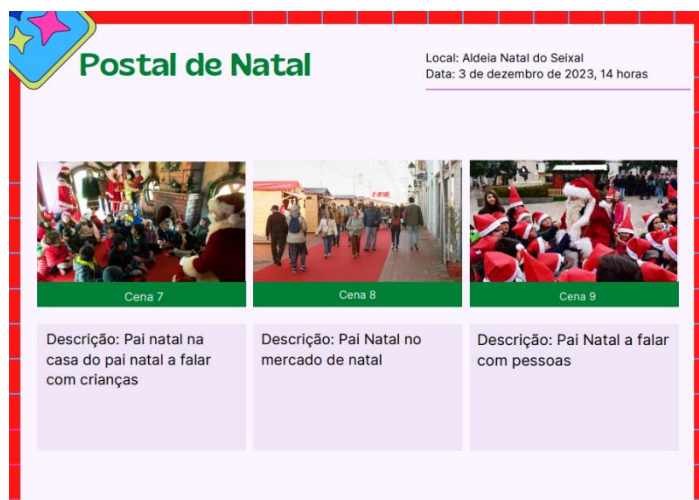 Postal de Natal
Local: Aldeia Natal do Seixal
Data: 3 de dezembro de 2023, 14 horas
Cena 7
Cena 8
Cena 9
Descrição: Pai natal na
casa do pai natal a falar
com crianças
Descrição: Pai Natal no
mercado de natal
Descrição: Pai Natal a falar
com pessoas